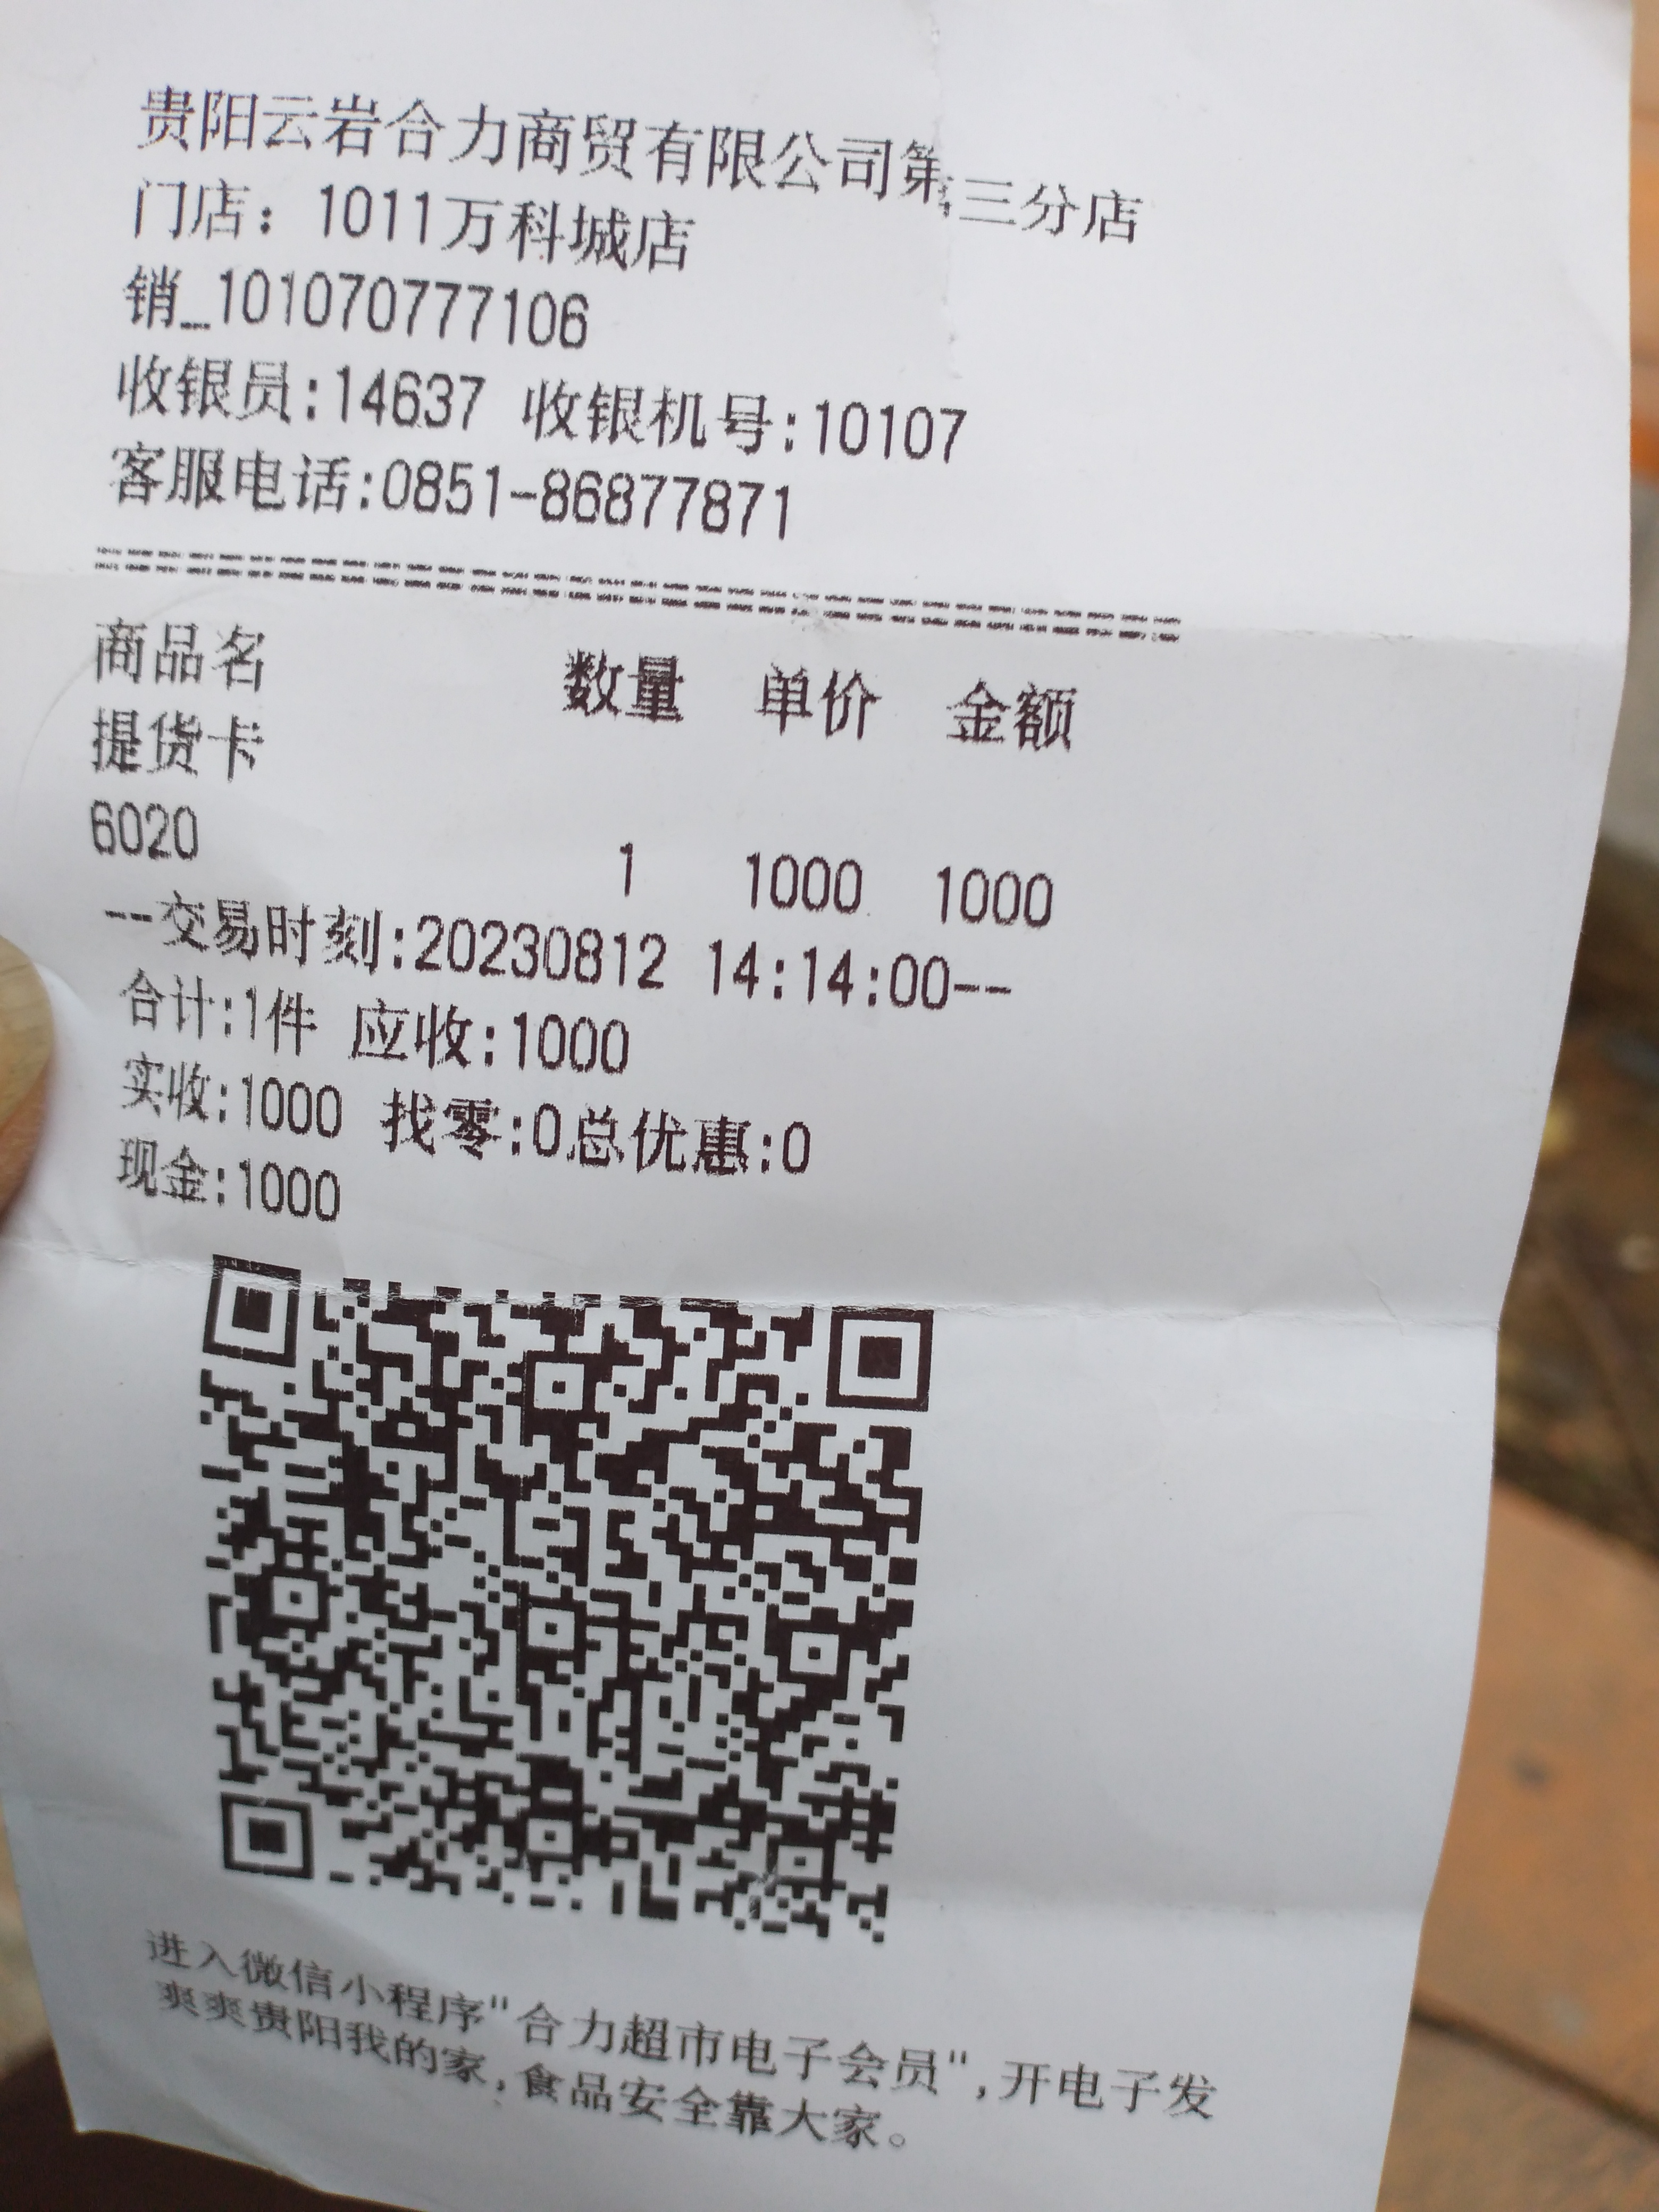 贵阳云岩合力商贸有限公司第三分店
门店：1011万科城店
销_101070777106
收银员:14637 收银机号:10107
客服电话:0851-86877871
商品名 数量 单价 金额
提货卡
6020 1 1000 1000
--交易时刻:20230812 14:14:00--
合计:1件 应收:1000
实收:1000 找零:0总优惠:0
现金:1000
进入微信小程序"合力超市电子会员",开电子发
爽爽贵阳我的家,食品安全靠大家。